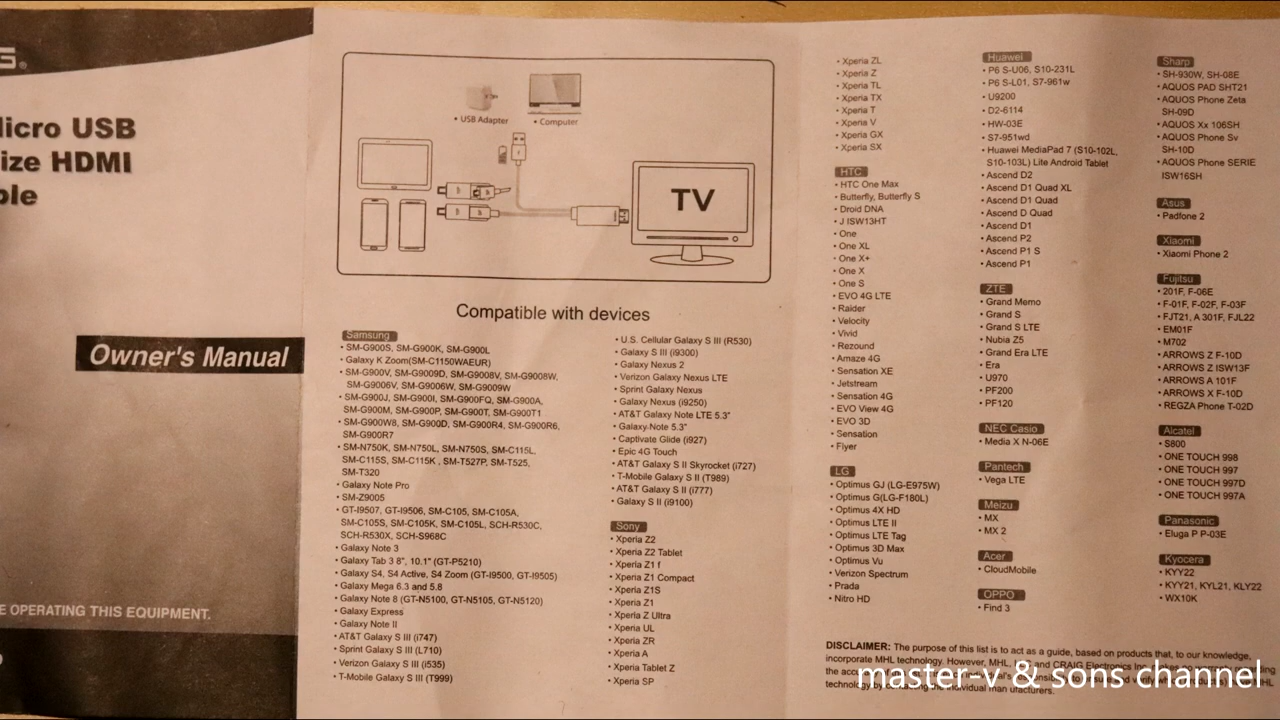 G®
Micro USB
ize HDMI
ble
Owner's Manual
E OPERATING THIS EQUIPMENT.
• USB Adapter
• Computer
TV
Compatible with devices
Samsung
• SM-G900S, SM-G900K, SM-G900L
• Galaxy K Zoom(SM-C1150WAEUR)
• SM-G900V, SM-G9009D, SM-G9008V, SM-G9008W,
SM-G9006V, SM-G9006W, SM-G9009W
• SM-G900J, SM-G900I, SM-G900FQ, SM-G900A,
SM-G900M, SM-G900P, SM-G900T, SM-G900T1
• SM-G900W8, SM-G900D, SM-G900R4, SM-G900R6,
SM-G900R7
• SM-N750K, SM-N750L, SM-N750S, SM-C115L,
SM-C115S, SM-C115K , SM-T527P, SM-T525,
SM-T320
• Galaxy Note Pro
• SM-Z9005
• GT-I9507, GT-I9506, SM-C105, SM-C105A,
SM-C105S, SM-C105K, SM-C105L, SCH-R530C,
SCH-R530X, SCH-S968C
• Galaxy Note 3
• Galaxy Tab 3 8", 10.1" (GT-P5210)
• Galaxy S4, S4 Active, S4 Zoom (GT-I9500, GT-I9505)
• Galaxy Mega 6.3 and 5.8
• Galaxy Note 8 (GT-N5100, GT-N5105, GT-N5120)
• Galaxy Express
• Galaxy Note II
• AT&T Galaxy S III (i747)
• Sprint Galaxy S III (L710)
• Verizon Galaxy S III (i535)
• T-Mobile Galaxy S III (T999)
• U.S. Cellular Galaxy S III (R530)
• Galaxy S III (i9300)
• Galaxy Nexus 2
• Verizon Galaxy Nexus LTE
• Sprint Galaxy Nexus
• Galaxy Nexus (i9250)
• AT&T Galaxy Note LTE 5.3"
• Galaxy Note 5.3"
• Captivate Glide (i927)
• Epic 4G Touch
• AT&T Galaxy S II Skyrocket (i727)
• T-Mobile Galaxy S II (T989)
• AT&T Galaxy S II (i777)
• Galaxy S II (i9100)
Sony
• Xperia Z2
• Xperia Z2 Tablet
• Xperia Z1 f
• Xperia Z1 Compact
• Xperia Z1S
• Xperia Z1
• Xperia Z Ultra
• Xperia UL
• Xperia ZR
• Xperia A
• Xperia Tablet Z
• Xperia SP
• Xperia ZL
• Xperia Z
• Xperia TL
• Xperia TX
• Xperia T
• Xperia V
• Xperia GX
• Xperia SX
HTC
• HTC One Max
• Butterfly, Butterfly S
• Droid DNA
• J ISW13HT
• One
• One XL
• One X+
• One X
• One S
• EVO 4G LTE
• Raider
• Velocity
• Vivid
• Rezound
• Amaze 4G
• Sensation XE
• Jetstream
• Sensation 4G
• EVO View 4G
• EVO 3D
• Sensation
• Flyer
LG
• Optimus GJ (LG-E975W)
• Optimus G(LG-F180L)
• Optimus 4X HD
• Optimus LTE II
• Optimus LTE Tag
• Optimus 3D Max
• Optimus Vu
• Verizon Spectrum
• Prada
• Nitro HD
Huawei
• P6 S-U06, S10-231L
• P6 S-L01, S7-961w
• U9200
• D2-6114
• HW-03E
• S7-951wd
• Huawei MediaPad 7 (S10-102L,
S10-103L) Lite Android Tablet
• Ascend D2
• Ascend D1 Quad XL
• Ascend D1 Quad
• Ascend D Quad
• Ascend D1
• Ascend P2
• Ascend P1 S
• Ascend P1
ZTE
• Grand Memo
• Grand S
• Grand S LTE
• Nubia Z5
• Grand Era LTE
• Era
• U970
• PF200
• PF120
NEC Casio
• Media X N-06E
Pantech
• Vega LTE
Meizu
• MX
• MX 2
Acer
• CloudMobile
OPPO
• Find 3
Sharp
• SH-930W, SH-08E
• AQUOS PAD SHT21
• AQUOS Phone Zeta
SH-09D
• AQUOS Xx 106SH
• AQUOS Phone Sv
SH-10D
• AQUOS Phone SERIE
ISW16SH
Asus
• Padfone 2
Xiaomi
• Xiaomi Phone 2
Fujitsu
• 201F, F-06E
• F-01F, F-02F, F-03F
• FJT21, A 301F, FJL22
• EM01F
• M702
• ARROWS Z F-10D
• ARROWS Z ISW13F
• ARROWS A 101F
• ARROWS X F-10D
• REGZA Phone T-02D
Alcatel
• S800
• ONE TOUCH 998
• ONE TOUCH 997
• ONE TOUCH 997D
• ONE TOUCH 997A
Panasonic
• Eluga P P-03E
Kyocera
• KYY22
• KYY21, KYL21, KLY22
• WX10K
DISCLAIMER: The purpose of this list is to act as a guide, based on products that, to our knowledge,
incorporate MHL technology. However, MHL, and CRAIG Electronics Inc.
the
technology by the individual man ufacturers.
master-v & sons channel